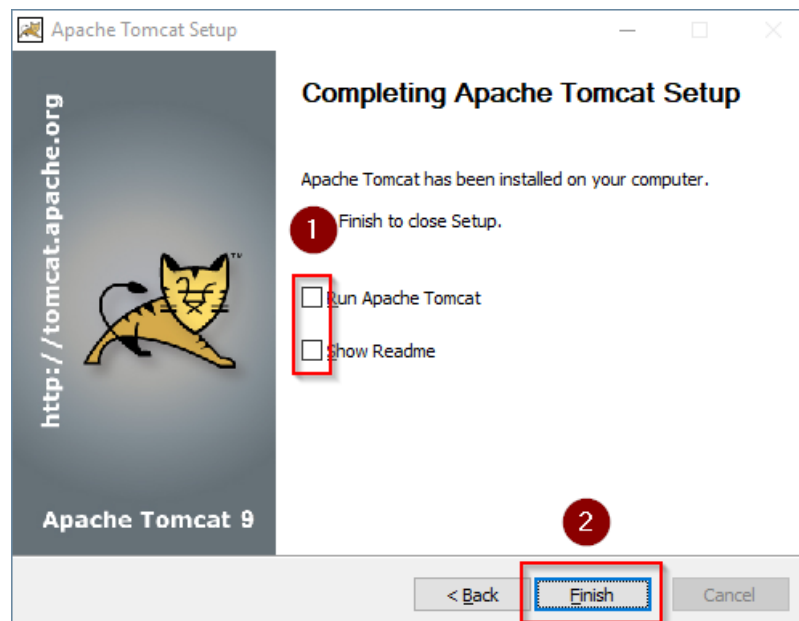 Apache Tomcat Setup
http://tomcat.apache.org
TM
Apache Tomcat 9
Completing Apache Tomcat Setup
Apache Tomcat has been installed on your computer.
1
Finish to close Setup.
Run Apache Tomcat
Show Readme
2
< Back
Finish
Cancel